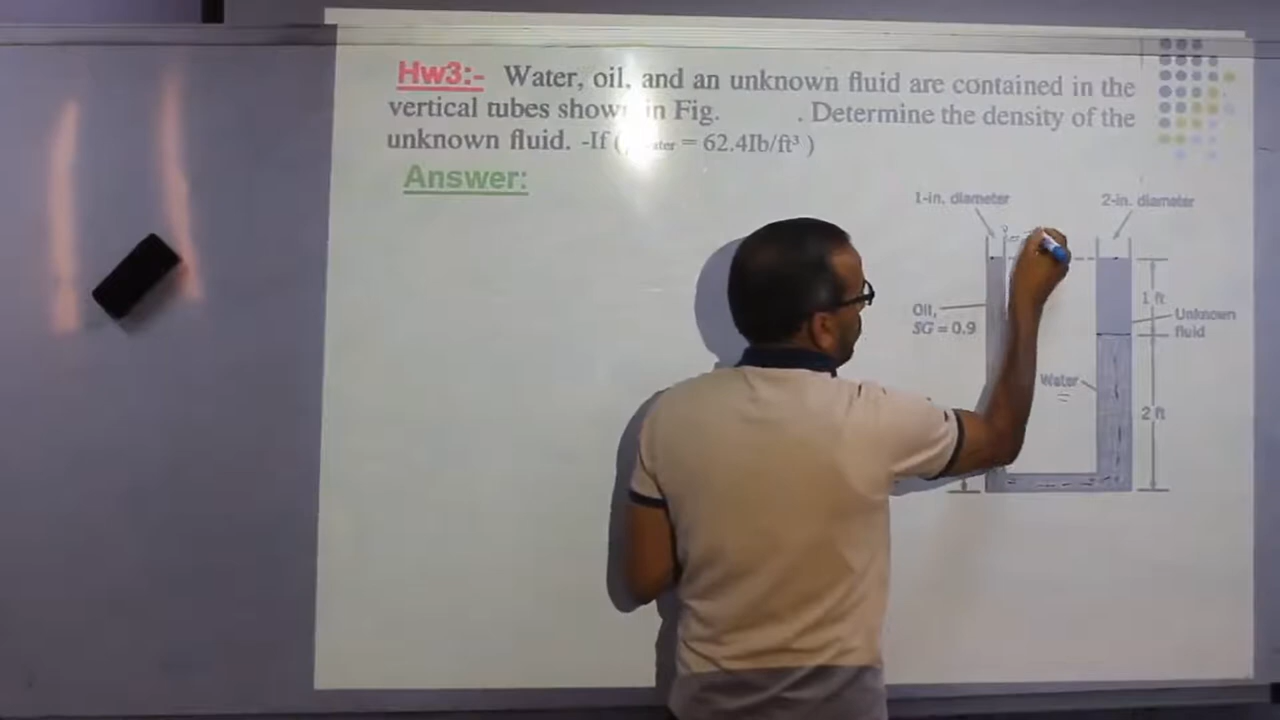 Hw3:- Water, oil, and an unknown fluid are contained in the
vertical tubes shown in Fig. . Determine the density of the
unknown fluid. -If ( = 62.4Ib/ft³ )
Answer:
1-in. diameter
2-in. diameter
Oil,
SG = 0.9
1 ft
Unknown
fluid
Water
2 ft